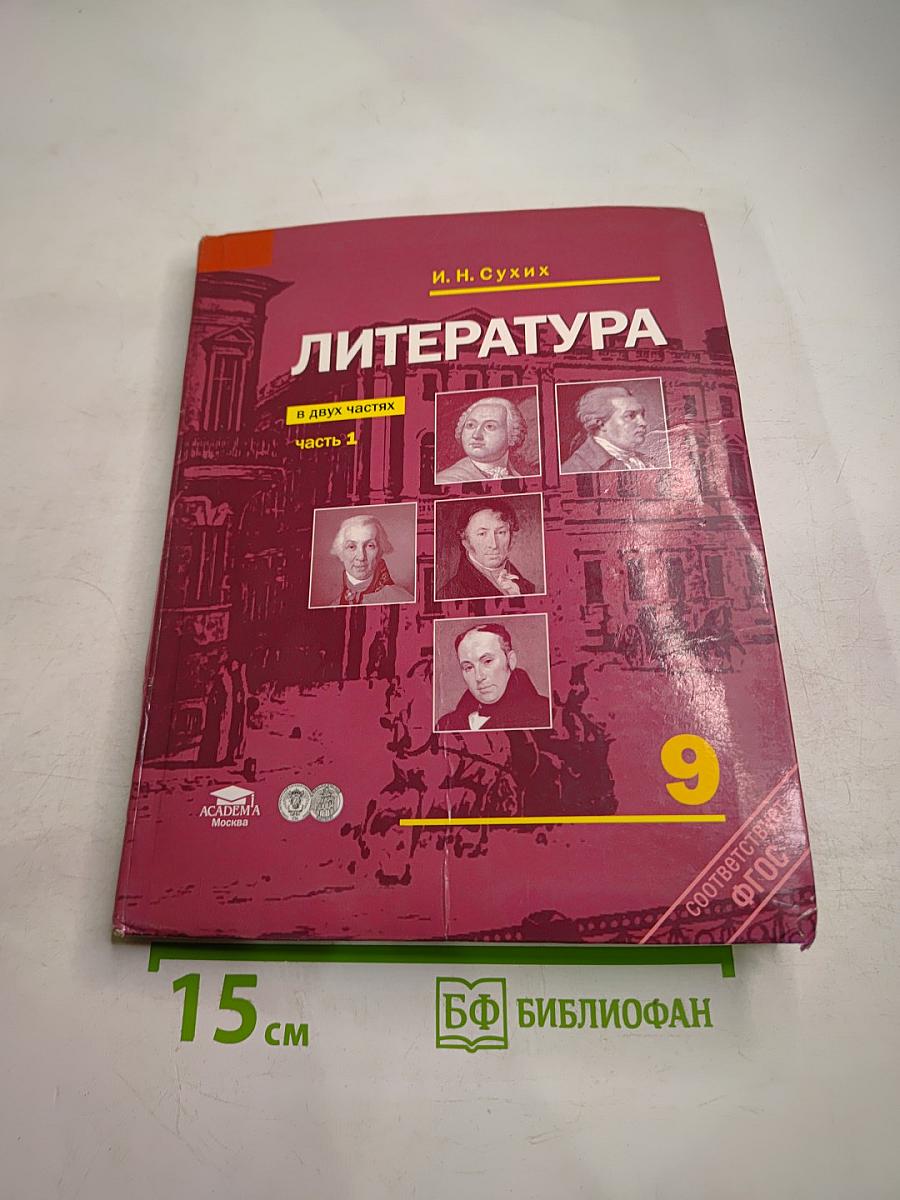 И. Н. Сухих
ЛИТЕРАТУРА
в двух частях
часть 1
9
ACADEMA
Москва
соответствует
ФГОС
15 см
БФ БИБЛИОФАН